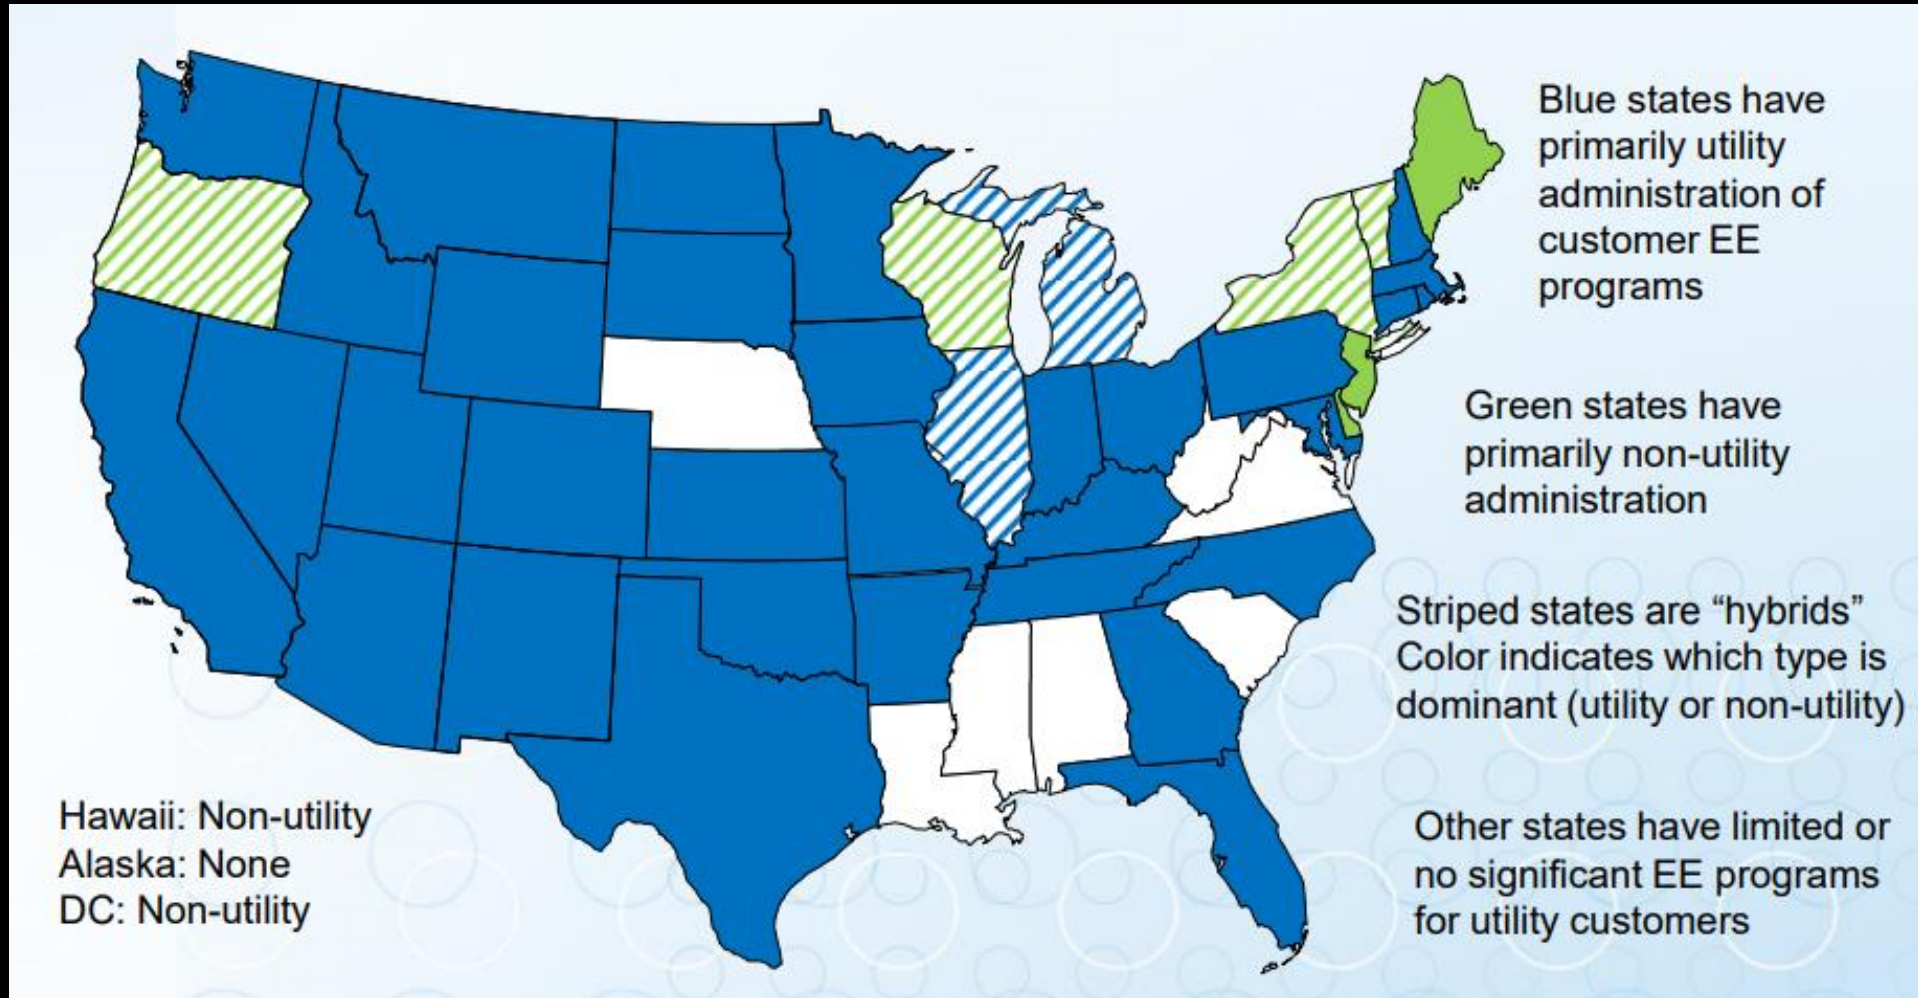 Blue states have
primarily utility
administration of
customer EE
programs
Green states have
primarily non-utility
administration
Striped states are “hybrids”
Color indicates which type is
dominant (utility or non-utility)
Hawaii: Non-utility
Alaska: None
DC: Non-utility
Other states have limited or
no significant EE programs
for utility customers